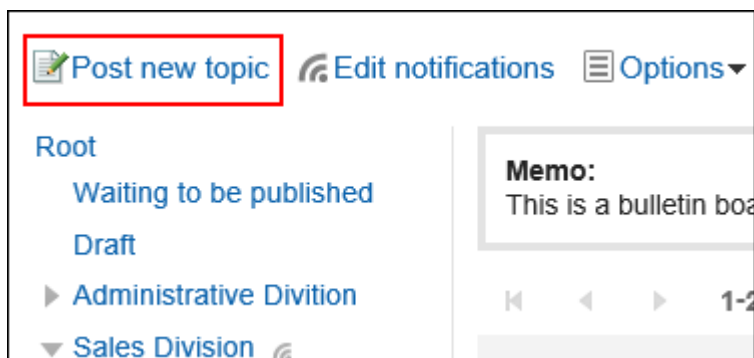 Post new topic Edit notifications Options
Root
Waiting to be published
Draft
Administrative Divition
Sales Division
Memo:
This is a bulletin boa
1-2